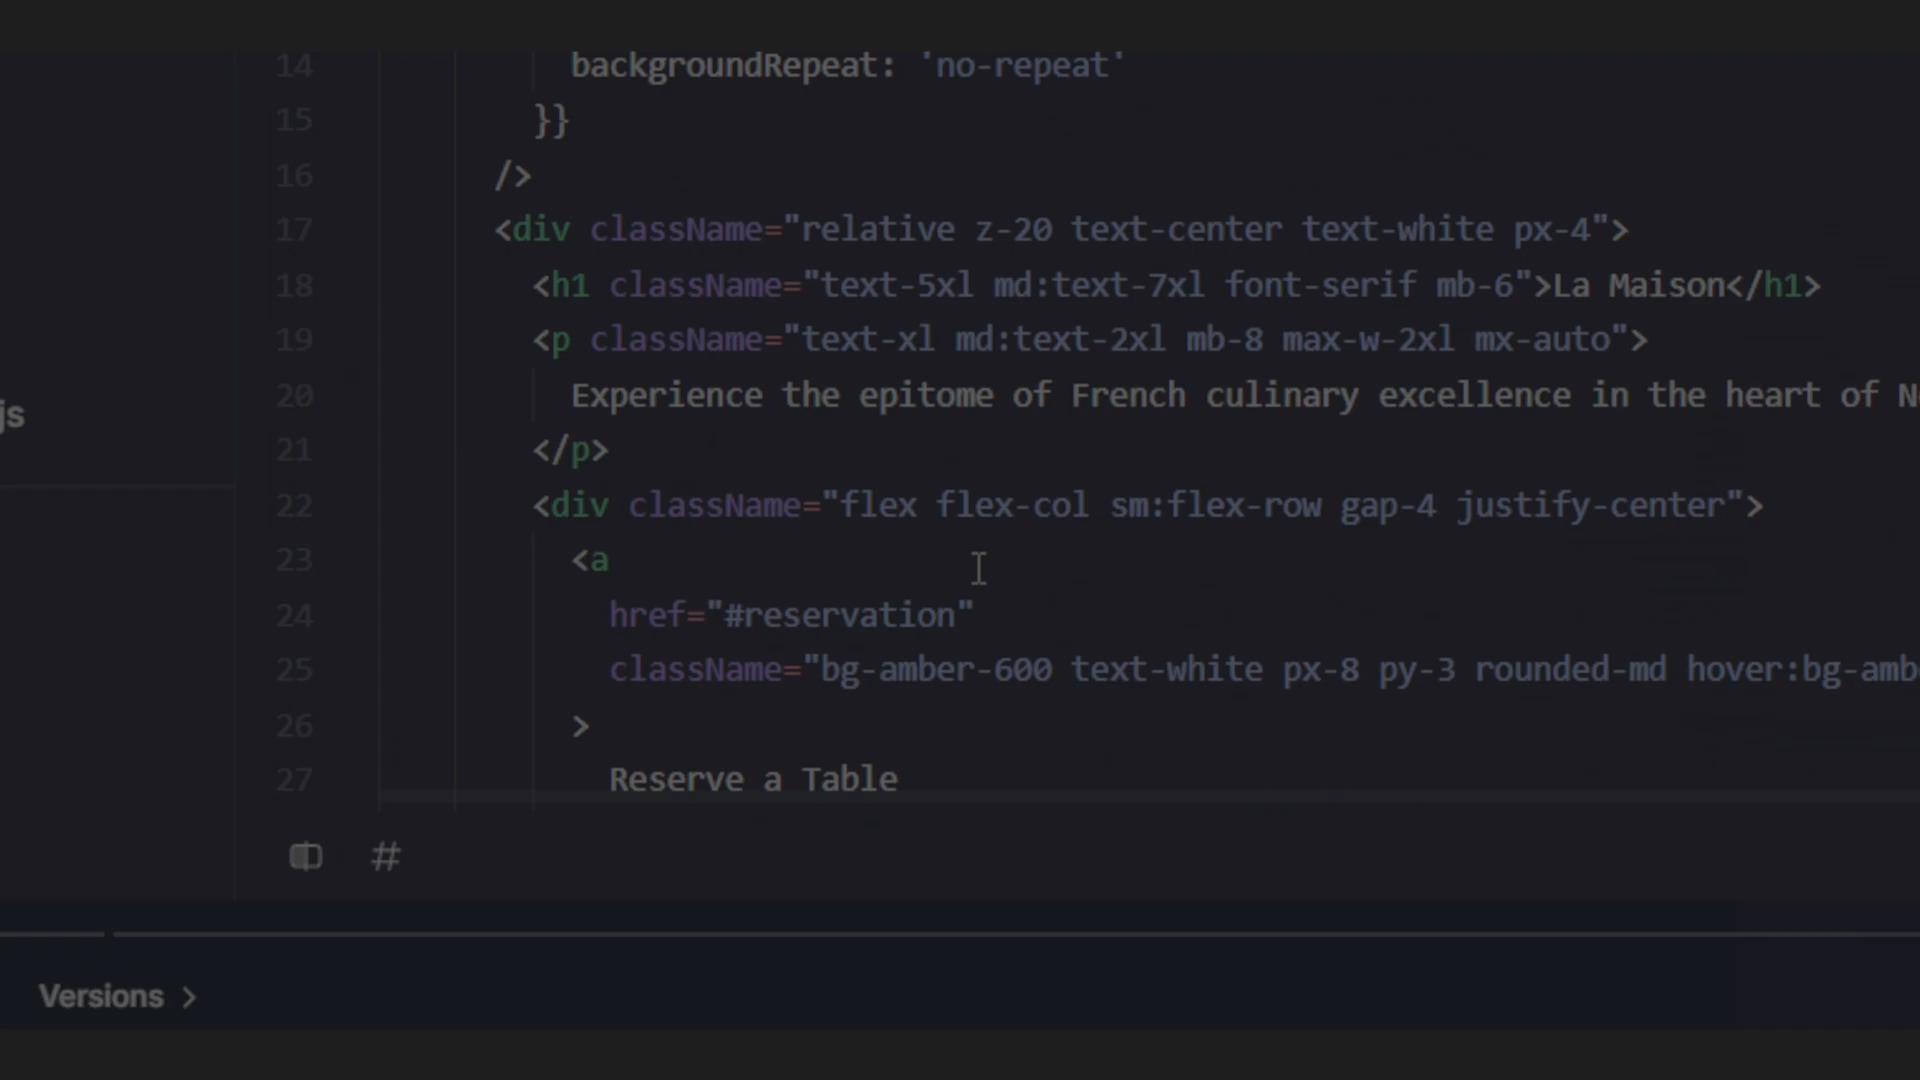 14 backgroundRepeat: 'no-repeat'
15 }}
16 />
17 <div className="relative z-20 text-center text-white px-4">
18 <h1 className="text-5xl md:text-7xl font-serif mb-6">La Maison</h1>
19 <p className="text-xl md:text-2xl mb-8 max-w-2xl mx-auto">
20 Experience the epitome of French culinary excellence in the heart of
js
21 </p>
22 <div className="flex flex-col sm:flex-row gap-4 justify-center">
23 <a
24 href="#reservation"
25 className="bg-amber-600 text-white px-8 py-3 rounded-md hover:bg-amb
26 >
27 Reserve a Table
#
Versions >